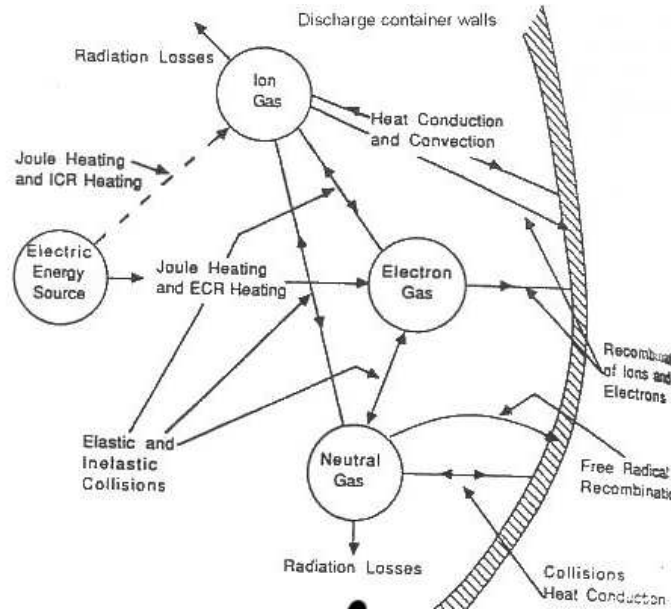 Discharge container walls
Radiation Losses
Ion
Gas
Heat Conduction
and Convection
Joule Heating
and ICR Heating
Electric
Energy
Source
Joule Heating
and ECR Heating
Electron
Gas
of Ions and
Electrons
Elastic and
Inelastic
Collisions
Neutral
Gas
Free Radical
Radiation Losses
Collisions
Heat Conduction